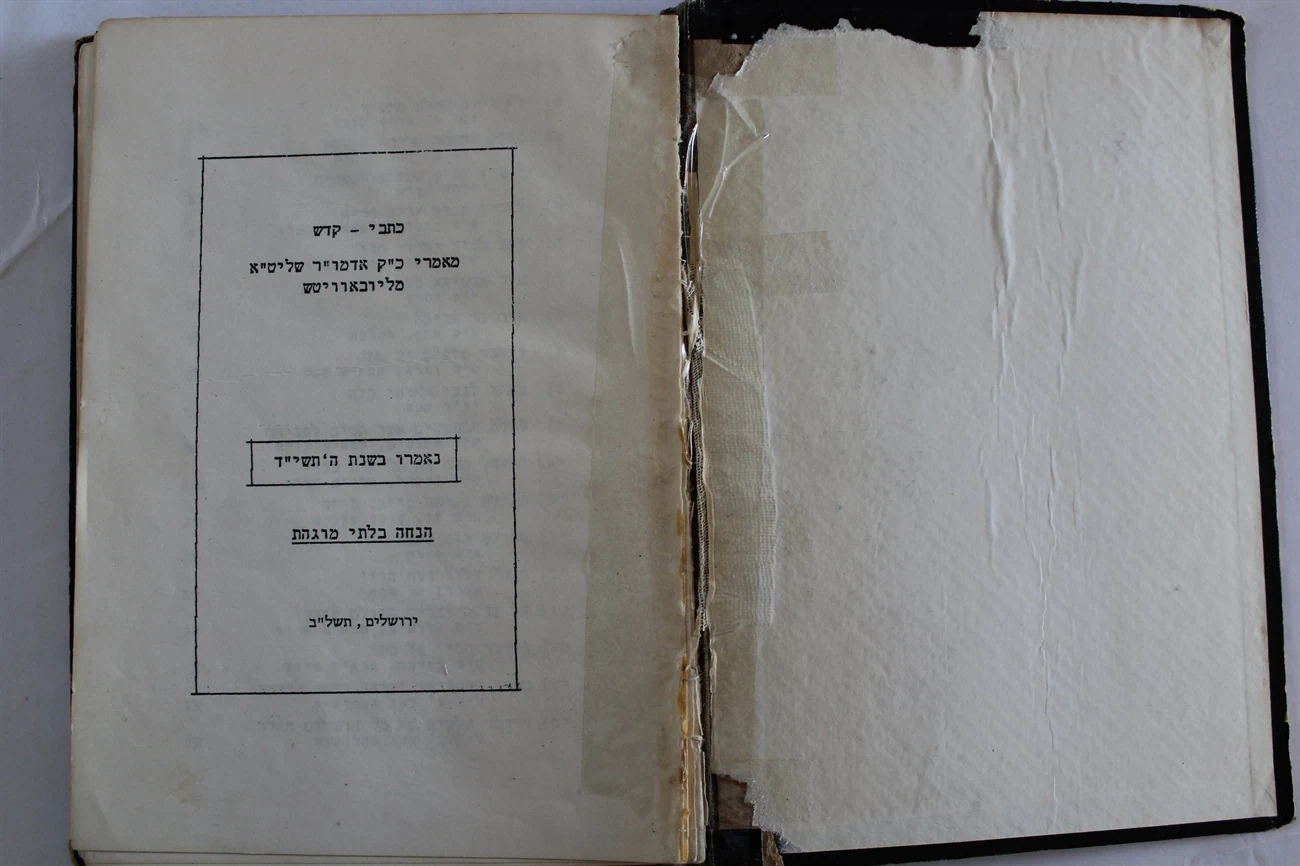 כתבי - קדש
מאמרי כ"ק אדמו"ר שליט"א
מליובאוויטש
נאמרו בשנת ה'תשי"ד
הנחה בלתי מוגהת
ירושלים, תשל"ב